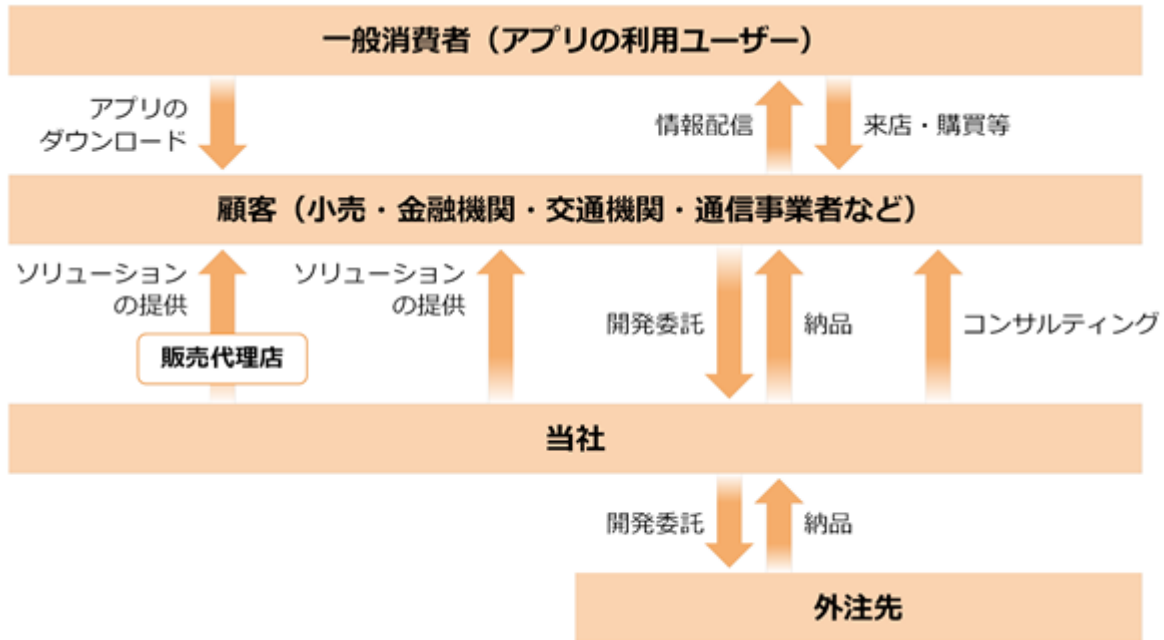 一般消費者（アプリの利用ユーザー）
アプリの
ダウンロード
情報配信
来店・購買等
顧客（小売・金融機関・交通機関・通信事業者など）
ソリューション
の提供
販売代理店
ソリューション
の提供
開発委託
納品
コンサルティング
当社
開発委託
納品
外注先